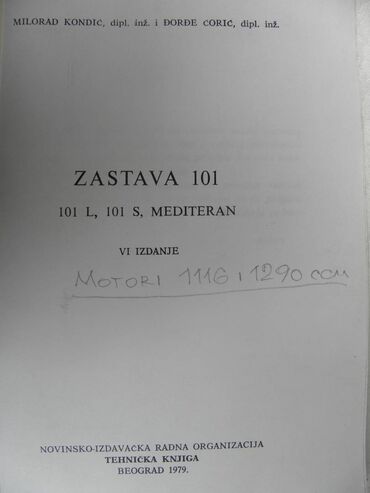 MILORAD KONDIĆ, dipl. inž. i ĐORĐE CORIĆ, dipl. inž.
ZASTAVA 101
101 L, 101 S, MEDITERAN
VI IZDANJE
MOTORI 1116 i 1290 ccm
NOVINSKO-IZDAVAČKA RADNA ORGANIZACIJA
TEHNIČKA KNJIGA
BEOGRAD 1979.